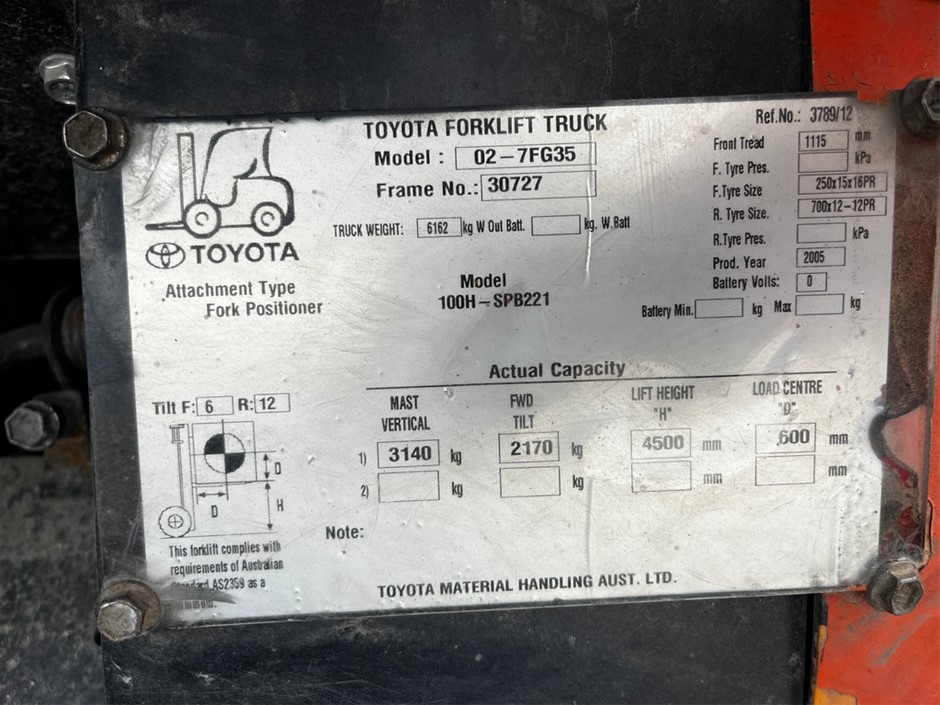 TOYOTA FORKLIFT TRUCK
Ref.No.: 3789/12
Model : 02-7FG35
Frame No.: 30727
TRUCK WEIGHT: 6162 kg W Out Batt. kg. W.Batt
Front Tread 1115 mm
F. Tyre Pres. kPa
F.Tyre Size 250x15x16PR
R. Tyre Size. 700x12-12PR
R.Tyre Pres. kPa
Prod. Year 2005
Battery Volts: 0
Battery Min. kg Max kg
TOYOTA
Attachment Type
Fork Positioner
Model
100H-SPB221
Actual Capacity
MAST VERTICAL FWD TILT LIFT HEIGHT "H" LOAD CENTRE "D"
1) 3140 kg 2170 kg 4500 mm 600 mm
2) kg kg mm mm
Tilt F: 6 R: 12
D
D
H
Note:
This forklift complies with
requirements of Australian
AS2359 as a
TOYOTA MATERIAL HANDLING AUST. LTD.